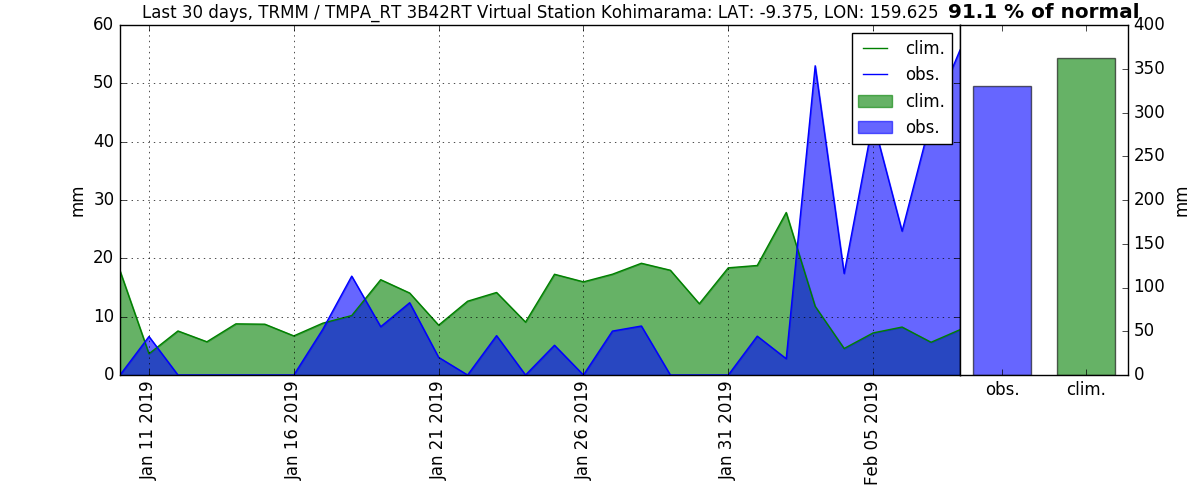 Last 30 days, TRMM / TMPA_RT 3B42RT Virtual Station Kohimarama: LAT: -9.375, LON: 159.625 91.1 % of normal
60
50
40
30
20
10
0
mm
clim.
obs.
clim.
obs.
Jan 11 2019
Jan 16 2019
Jan 21 2019
Jan 26 2019
Jan 31 2019
Feb 05 2019
400
350
300
250
200
150
100
50
0
mm
obs.
clim.